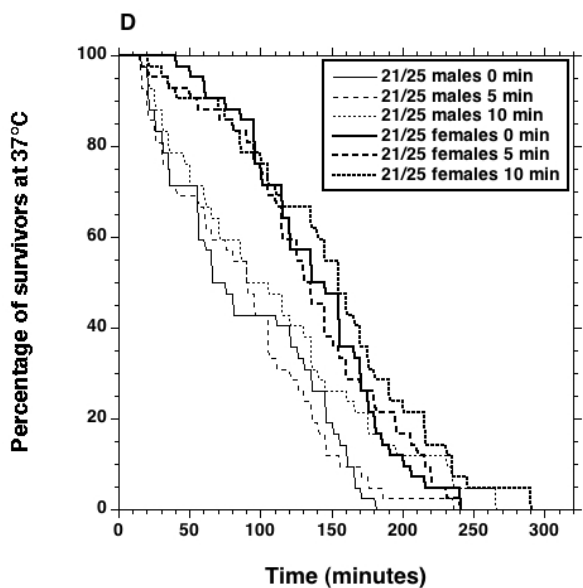 D
100
80
60
40
20
0
Percentage of survivors at 37°C
21/25 males 0 min
21/25 males 5 min
21/25 males 10 min
21/25 females 0 min
21/25 females 5 min
21/25 females 10 min
0 50 100 150 200 250 300
Time (minutes)